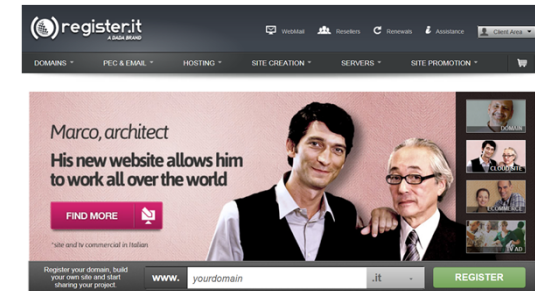 register.it
A DADA BRAND
WebMail
Resellers
Renewals
Assistance
Client Area
DOMAINS
PEC & EMAIL
HOSTING
SITE CREATION
SERVERS
SITE PROMOTION
Marco, architect
His new website allows him
to work all over the world
FIND MORE
*site and tv commercial in Italian
DOMAIN
CLOUD SITE
ECOMMERCE
TV AD
Register your domain, build
your own site and start
sharing your project.
www.
yourdomain
.it
REGISTER